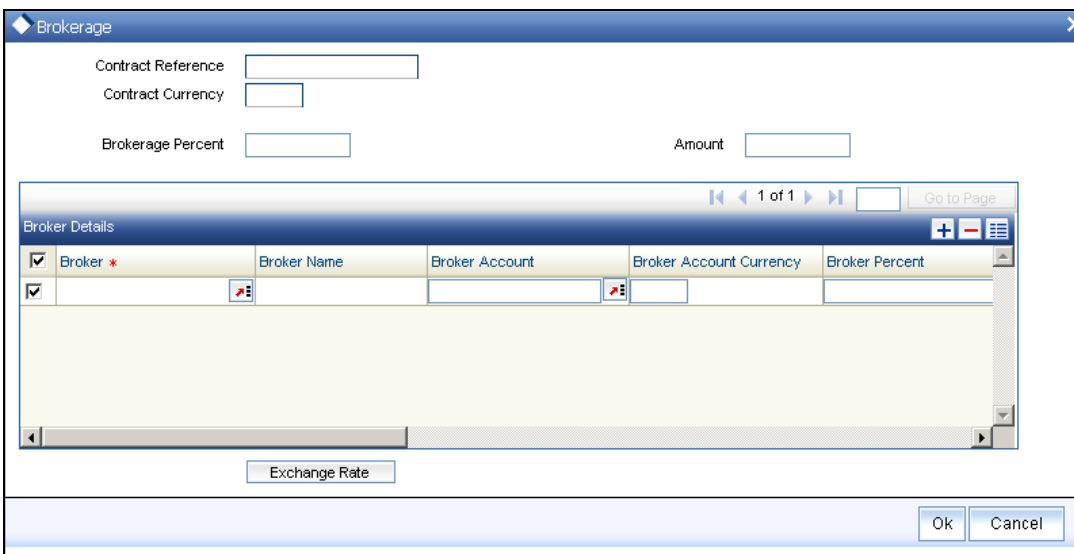 Brokerage
Contract Reference
Contract Currency
Brokerage Percent Amount
1 of 1 Go to Page
Broker Details
Broker * Broker Name Broker Account Broker Account Currency Broker Percent
Exchange Rate
Ok Cancel